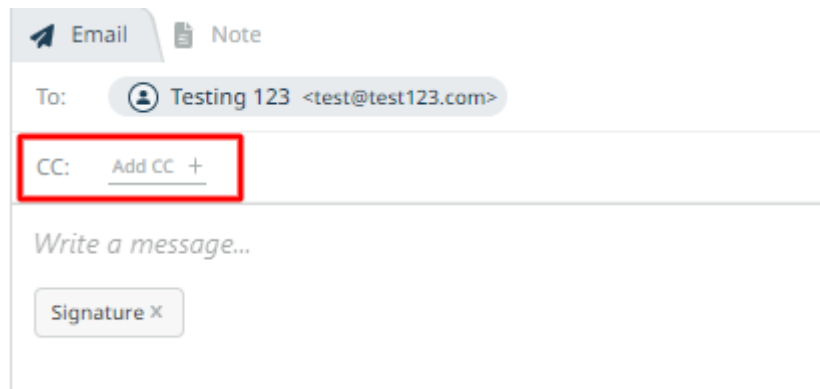 Email Note
To: Testing 123 <test@test123.com>
CC: Add CC +
Write a message...
Signature x